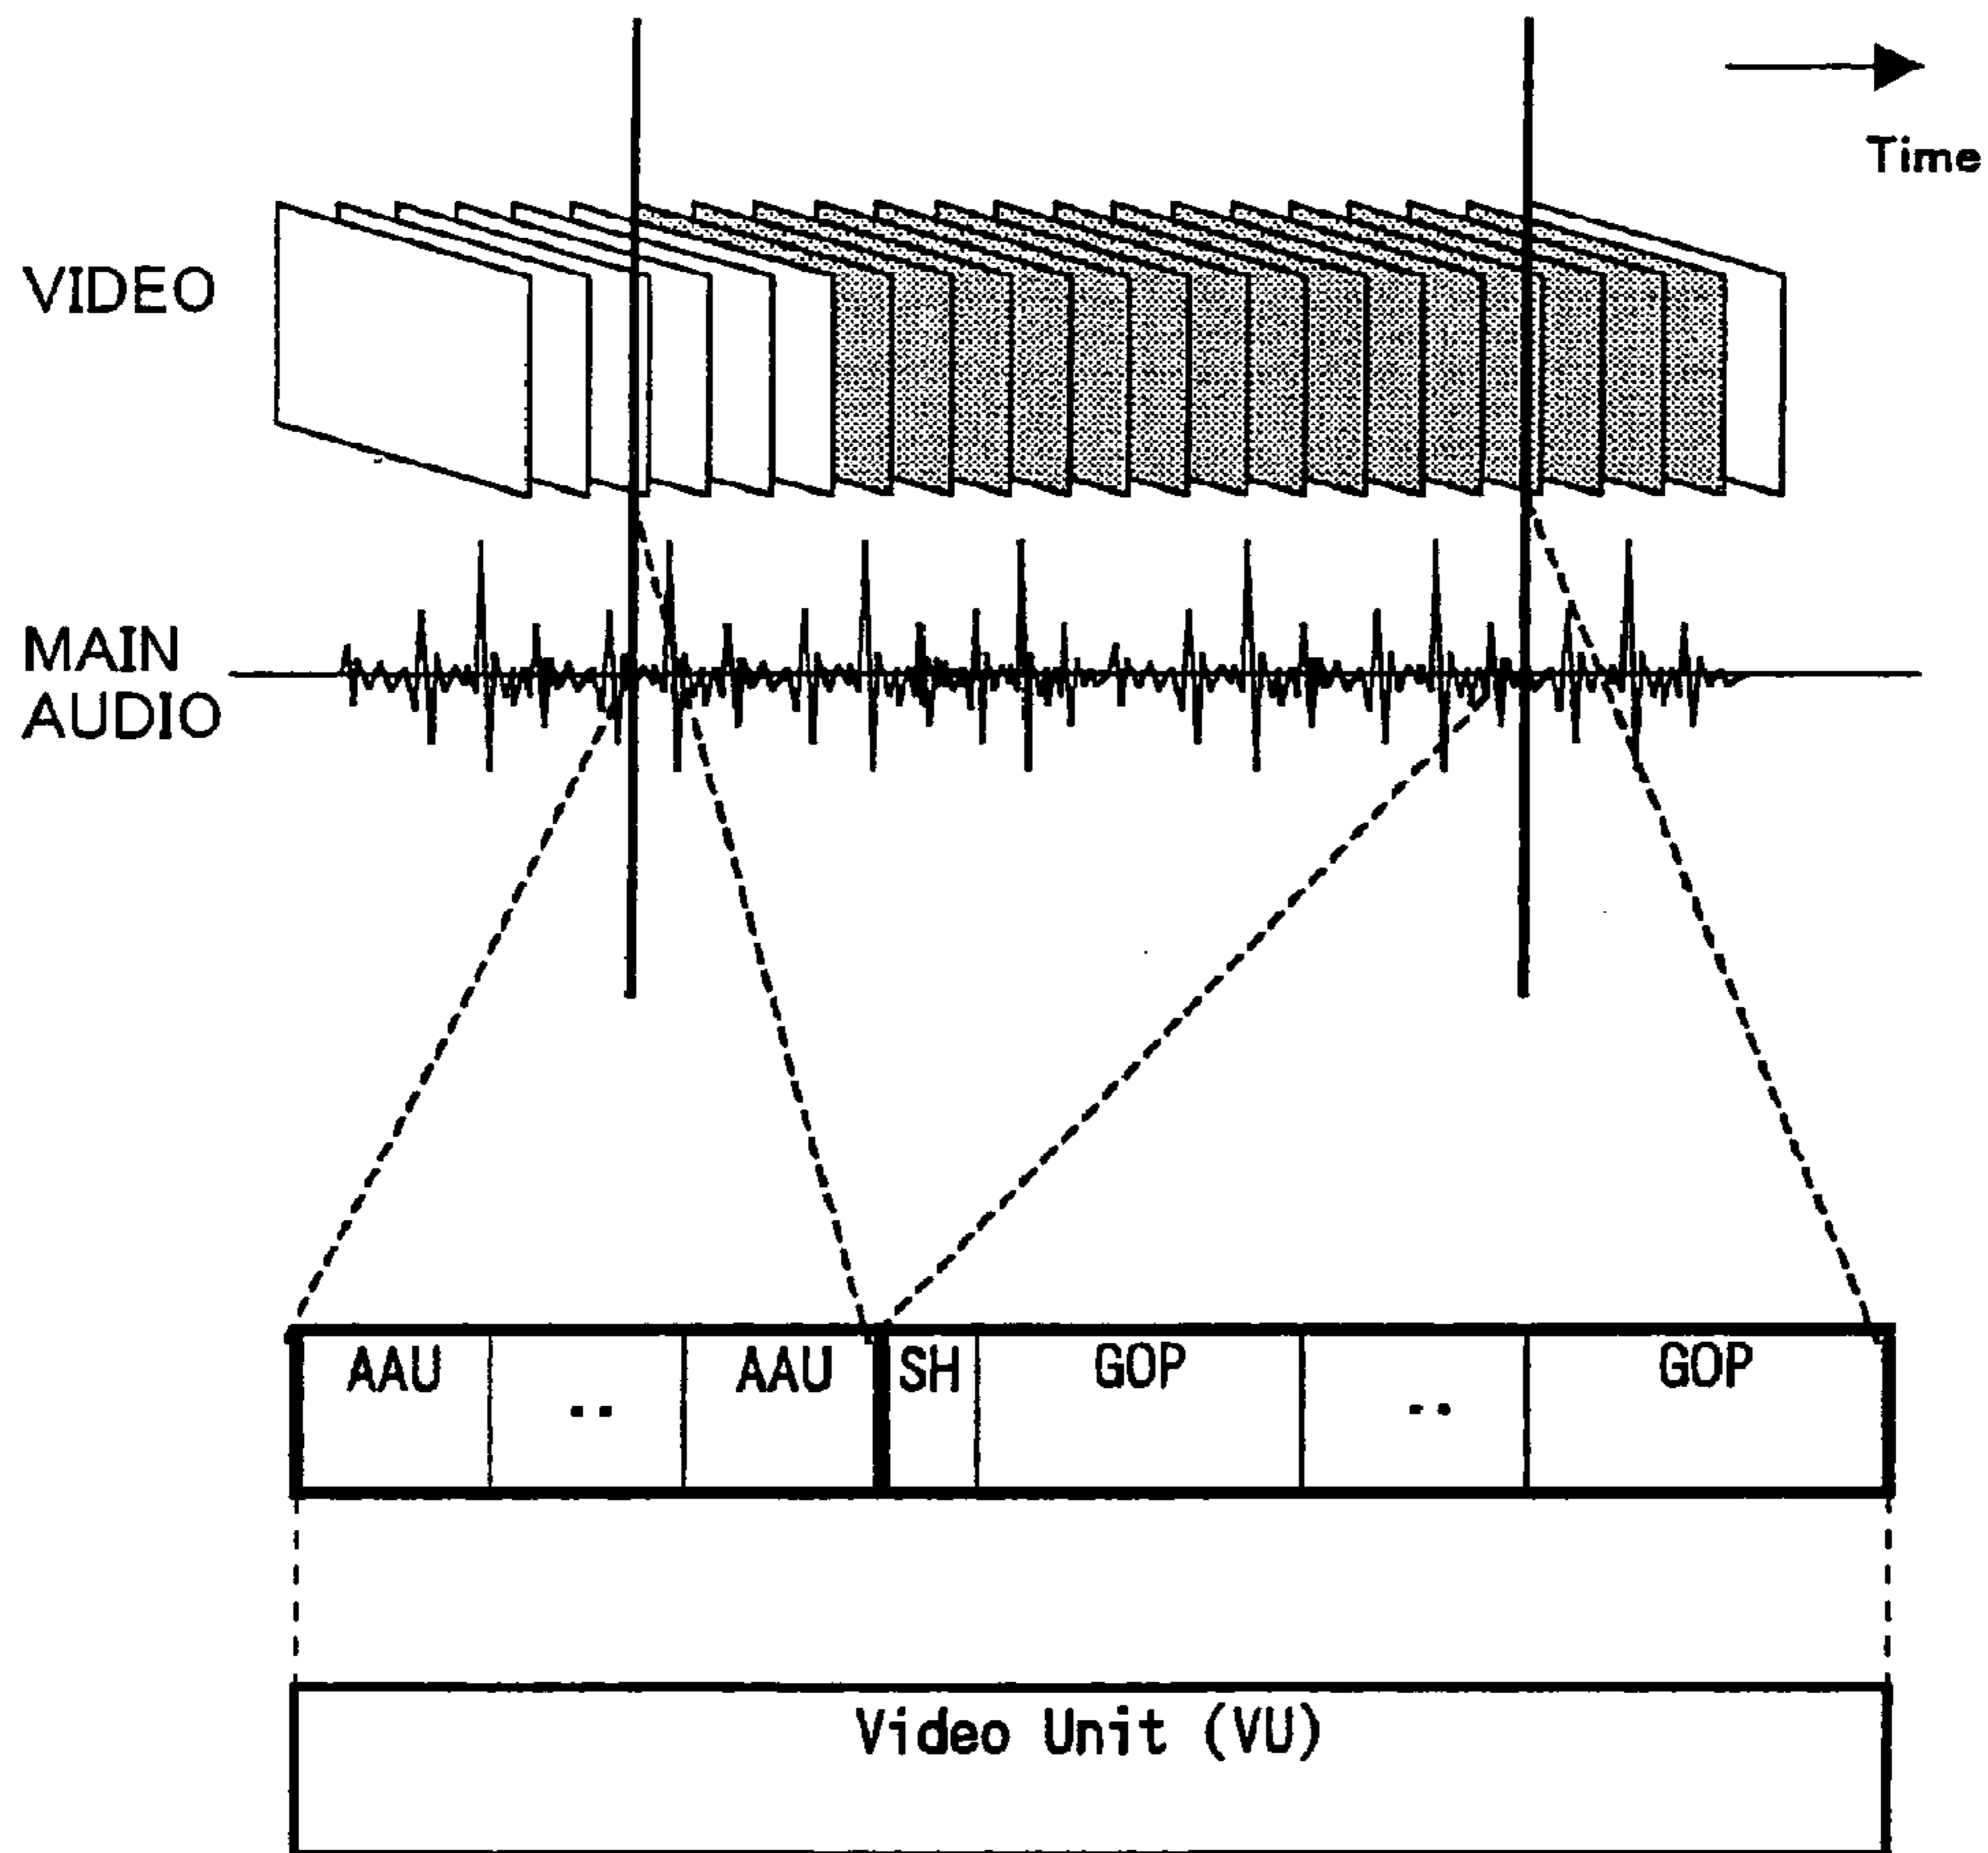 Time
VIDEO
MAIN
AUDIO
AAU .. AAU SH GOP .. GOP
Video Unit (VU)